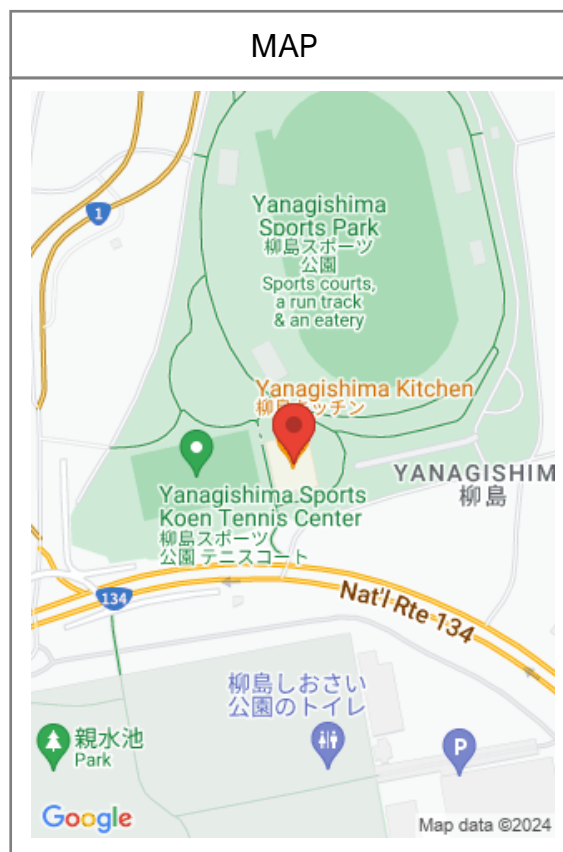 MAP
1
Yanagishima
Sports Park
柳島スポーツ
公園
Sports courts,
a run track
& an eatery
Yanagishima Kitchen
柳島キッチン
YANAGISHIM
柳島
Yanagishima Sports
Koen Tennis Center
柳島スポーツ
公園 テニスコート
134
Nat'l Rte 134
柳島しおさい
公園のトイレ
親水池
Park
P
Google
Map data ©2024